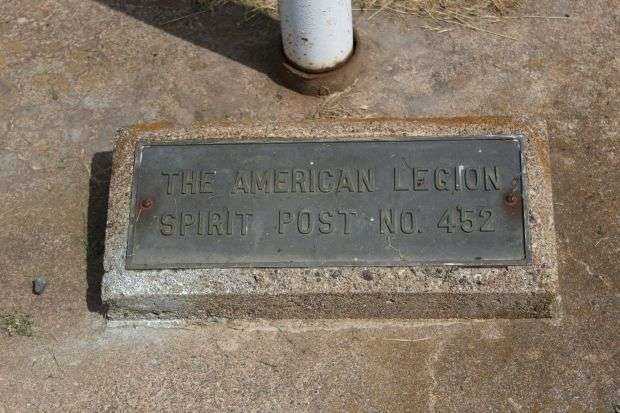 THE AMERICAN LEGION
SPIRIT POST NO. 452